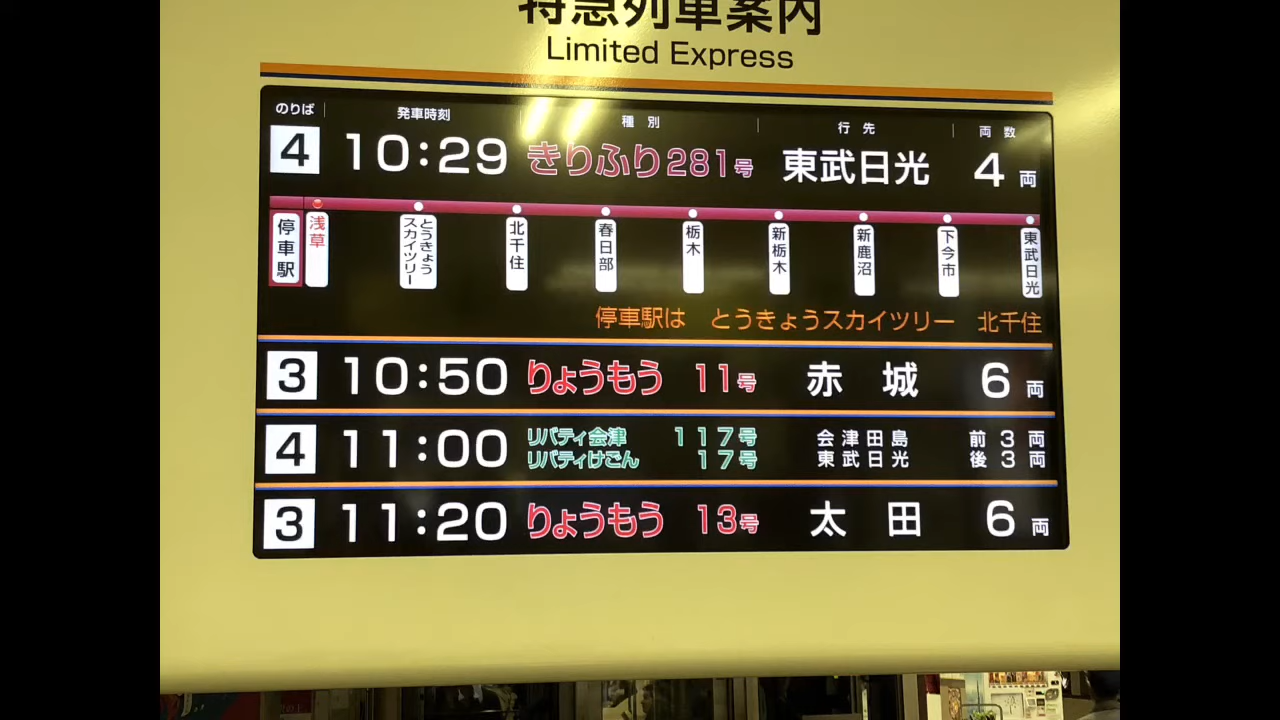 特急列車案内
Limited Express
のりば 発車時刻 種別 行先 両数
4 10:29 きりふり281号 東武日光 4両
停車駅 浅草 とうきょうスカイツリー 北千住 春日部 栃木 新栃木 新鹿沼 下今市 東武日光
停車駅は とうきょうスカイツリー 北千住
3 10:50 りょうもう 11号 赤城 6両
4 11:00 リバティ会津 117号 会津田島 前3両
リバティけごん 17号 東武日光 後3両
3 11:20 りょうもう 13号 太田 6両